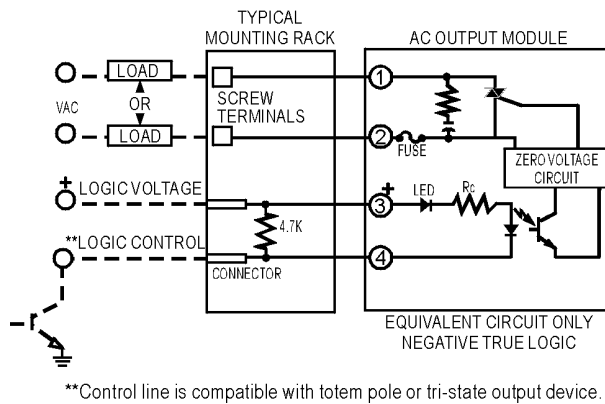 TYPICAL
MOUNTING RACK
AC OUTPUT MODULE
LOAD
OR
VAC
LOAD
SCREW
TERMINALS
1
2
FUSE
ZERO VOLTAGE
CIRCUIT
+
LOGIC VOLTAGE
3
+
LED
Rc
4.7K
**LOGIC CONTROL
CONNECTOR
4
EQUIVALENT CIRCUIT ONLY
NEGATIVE TRUE LOGIC
**Control line is compatible with totem pole or tri-state output device.